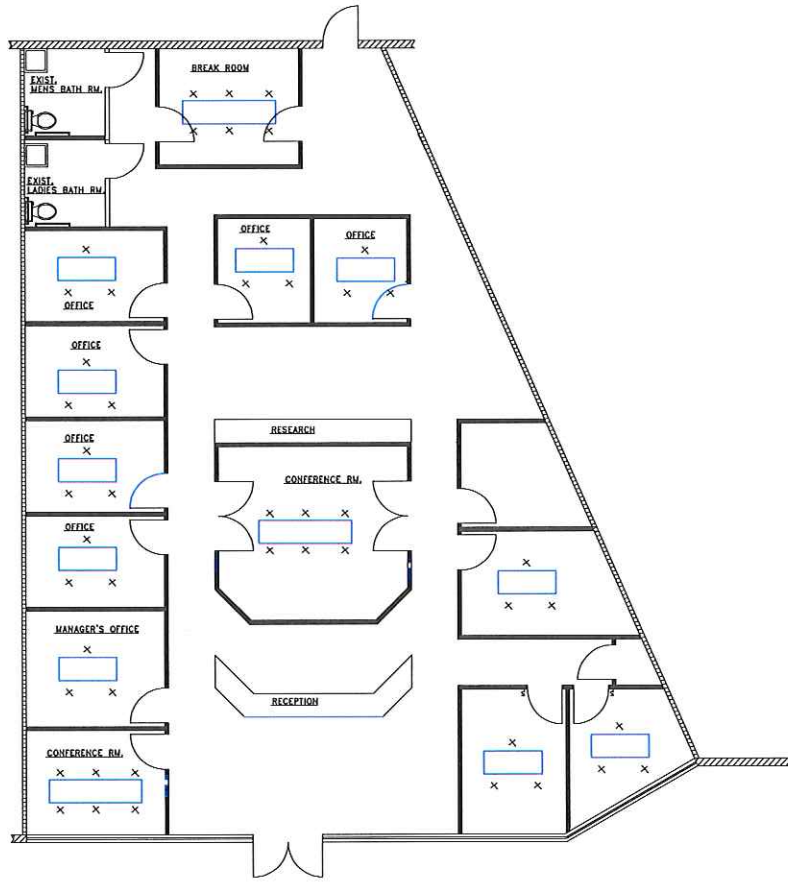 BREAK ROOM
EXIST.
MENS BATH RM.
EXIST.
LADIES BATH RM.
OFFICE
OFFICE
OFFICE
OFFICE
OFFICE
RESEARCH
CONFERENCE RM.
OFFICE
MANAGER'S OFFICE
RECEPTION
CONFERENCE RM.